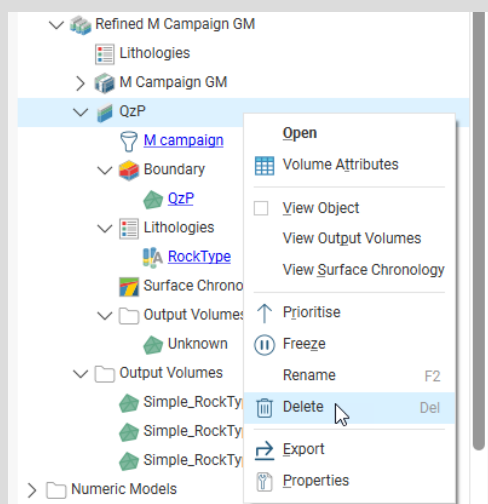 Refined M Campaign GM
Lithologies
M Campaign GM
QzP
M campaign
Boundary
QzP
Lithologies
RockType
Surface Chrono
Output Volumes
Unknown
Output Volumes
Simple_RockTy
Simple_RockTy
Simple_RockTy
Numeric Models
Open
Volume Attributes
View Object
View Output Volumes
View Surface Chronology
Prioritise
Freeze
Rename F2
Delete Del
Export
Properties